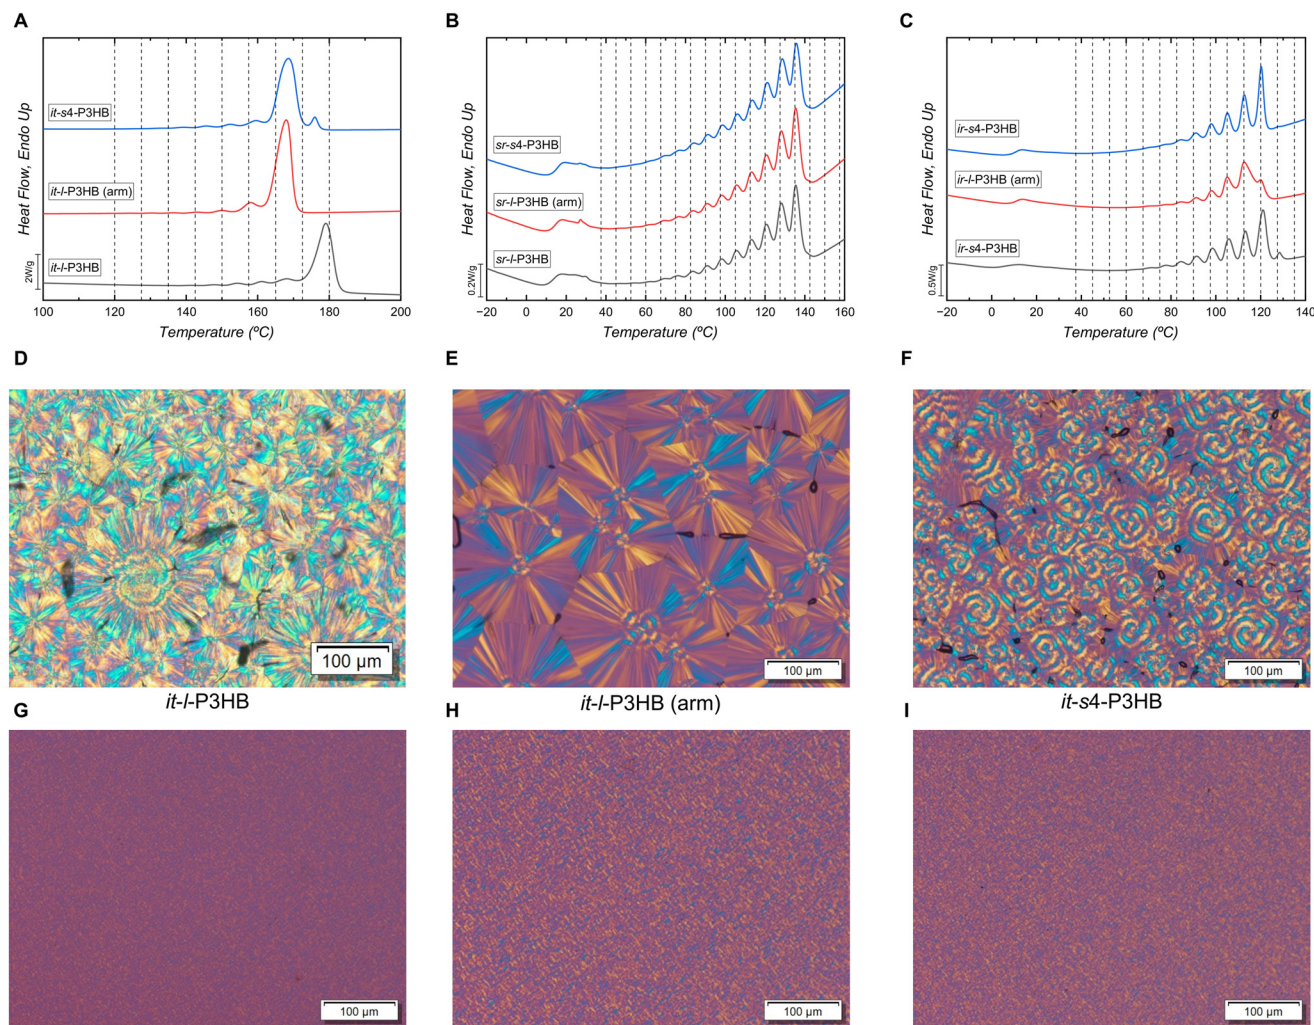 A
B
C
Heat Flow, Endo Up
it-s4-P3HB
it-l-P3HB (arm)
it-l-P3HB
2W/g
100 120 140 160 180 200
Temperature (ºC)
Heat Flow, Endo Up
sr-s4-P3HB
sr-l-P3HB (arm)
sr-l-P3HB
0.2W/g
−20 0 20 40 60 80 100 120 140 160
Temperature (ºC)
Heat Flow, Endo Up
ir-s4-P3HB
ir-l-P3HB (arm)
ir-s4-P3HB
0.5W/g
−20 0 20 40 60 80 100 120 140
Temperature (ºC)
D
E
F
100 µm
100 µm
100 µm
it-l-P3HB
it-l-P3HB (arm)
it-s4-P3HB
G
H
I
100 µm
100 µm
100 µm